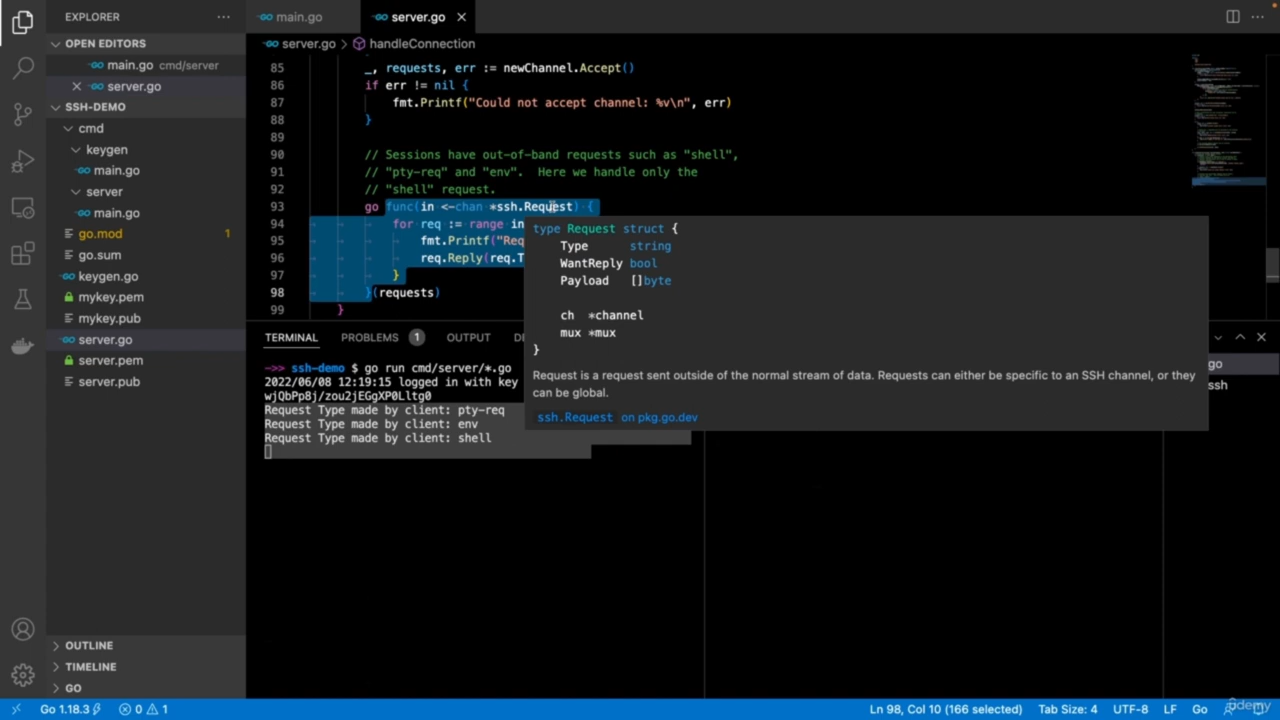 EXPLORER
OPEN EDITORS
main.go cmd/server
server.go
SSH-DEMO
cmd
keygen
main.go
server
main.go
go.mod 1
go.sum
keygen.go
mykey.pem
mykey.pub
server.go
server.pem
server.pub
OUTLINE
TIMELINE
GO
main.go
server.go
server.go > handleConnection
85 _, requests, err := newChannel.Accept()
86 if err != nil {
87 fmt.Printf("Could not accept channel: %v\n", err)
88 }
89
90 // Sessions have out-of-band requests such as "shell",
91 // "pty-req" and "env".  Here we handle only the
92 // "shell" request.
93 go func(in <-chan *ssh.Request) {
94 for req := range in
95 fmt.Printf("Req
96 req.Reply(req.T
97 }
98 }(requests)
99 }
type Request struct {
Type string
WantReply bool
Payload []byte
ch *channel
mux *mux
}
Request is a request sent outside of the normal stream of data. Requests can either be specific to an SSH channel, or they
can be global.
ssh.Request on pkg.go.dev
TERMINAL PROBLEMS 1 OUTPUT DE
go
ssh
->> ssh-demo $ go run cmd/server/*.go
2022/06/08 12:19:15 logged in with key
wjQbPp8j/zou2jEGgXP0Lltg0
Request Type made by client: pty-req
Request Type made by client: env
Request Type made by client: shell
Go 1.18.3 0 1 Ln 98, Col 10 (166 selected) Tab Size: 4 UTF-8 LF Go
ûdemy